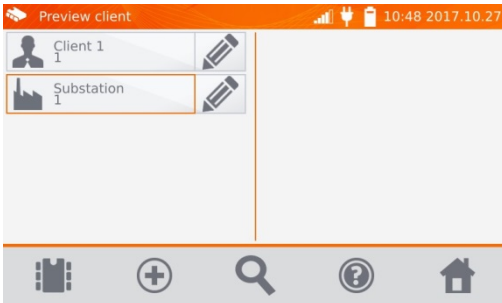 Preview client
10:48 2017.10.27
Client 1
1
Substation
1